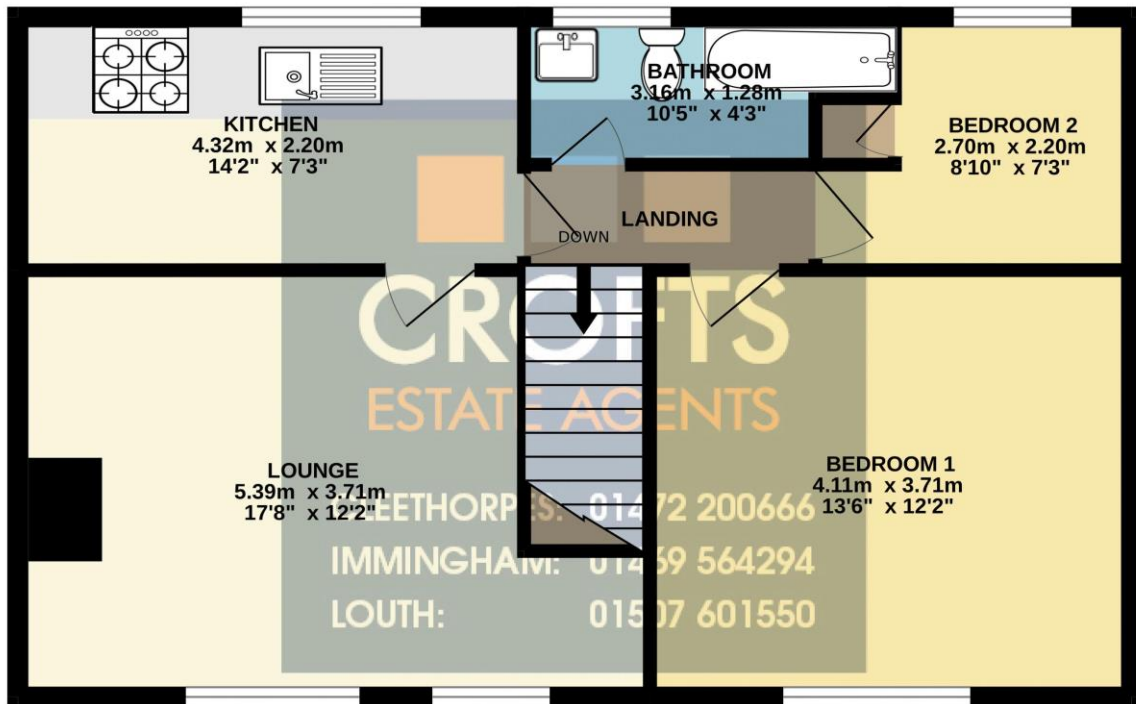 KITCHEN
4.32m x 2.20m
14'2" x 7'3"
BATHROOM
3.16m x 1.28m
10'5" x 4'3"
BEDROOM 2
2.70m x 2.20m
8'10" x 7'3"
LANDING
DOWN
CROFTS
ESTATE AGENTS
LOUNGE
5.39m x 3.71m
17'8" x 12'2"
BEDROOM 1
4.11m x 3.71m
13'6" x 12'2"
CLEETHORPES: 01472 200666
IMMINGHAM: 01469 564294
LOUTH: 01507 601550